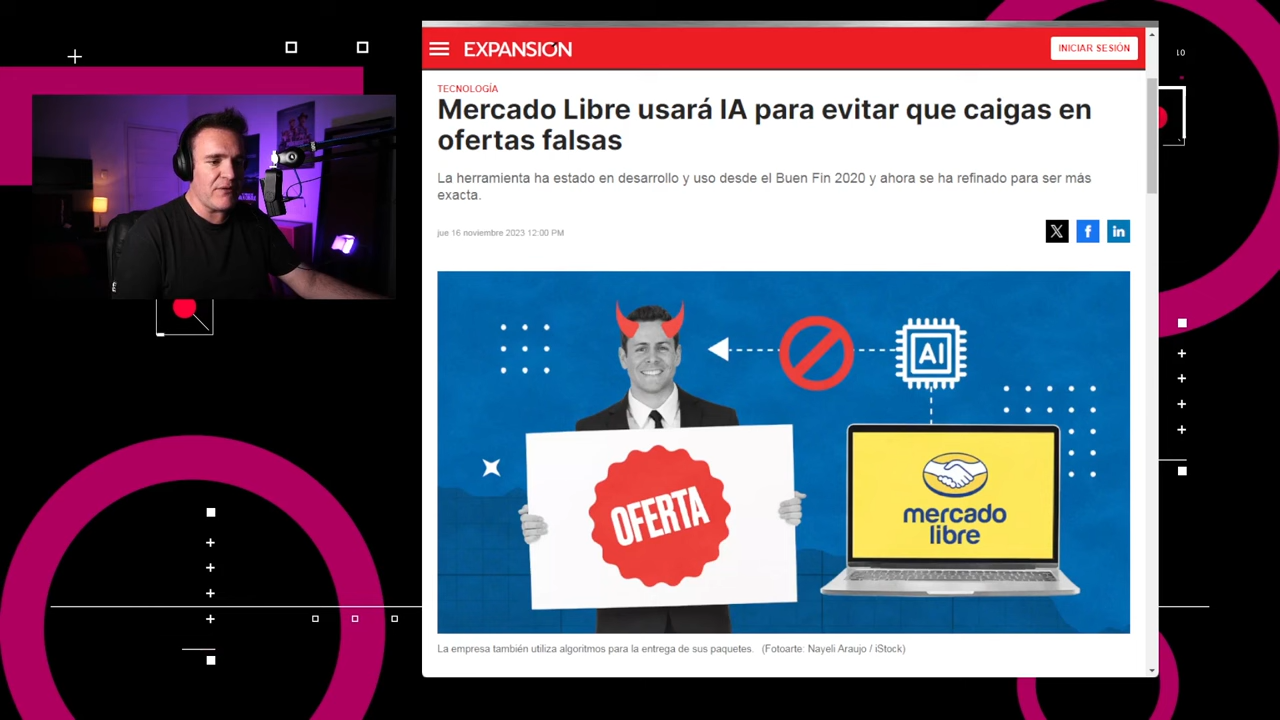 EXPANSIÓN
INICIAR SESIÓN
TECNOLOGÍA
Mercado Libre usará IA para evitar que caigas en
ofertas falsas
La herramienta ha estado en desarrollo y uso desde el Buen Fin 2020 y ahora se ha refinado para ser más
exacta.
jue 16 noviembre 2023 12:00 PM
AI
OFERTA
mercado
libre
La empresa también utiliza algoritmos para la entrega de sus paquetes. (Fotoarte: Nayeli Araujo / iStock)